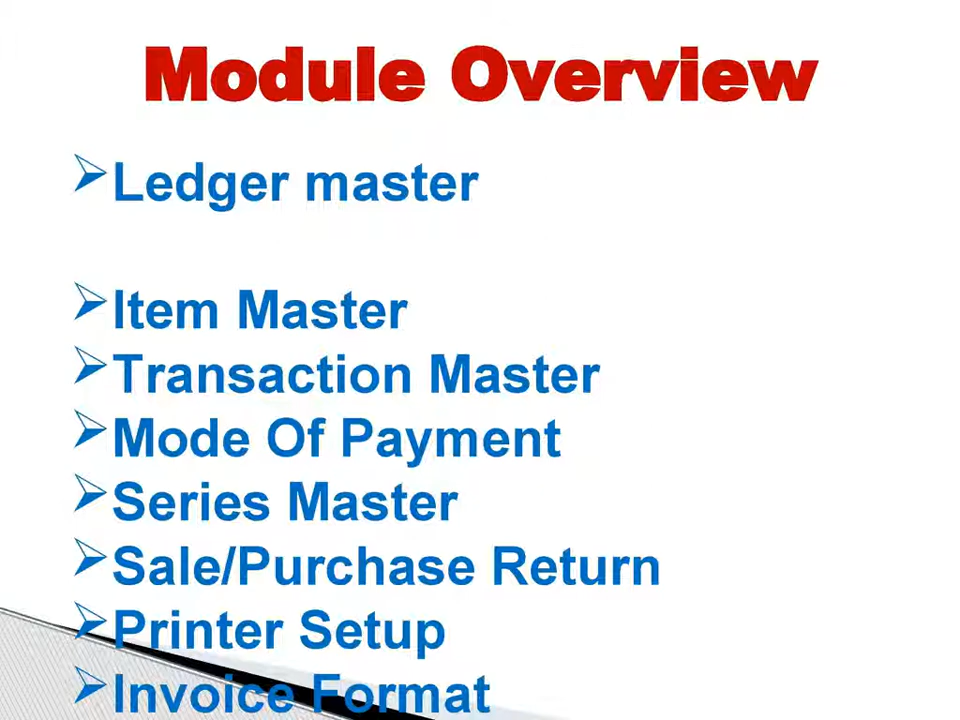 Module Overview
➢Ledger master
➢Item Master
➢Transaction Master
➢Mode Of Payment
➢Series Master
➢Sale/Purchase Return
➢Printer Setup
➢Invoice Format